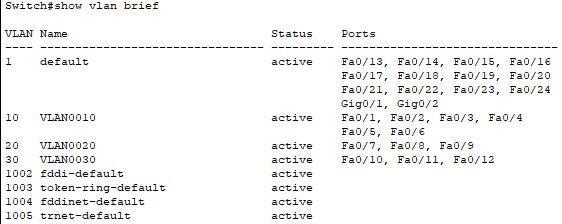 Switch#show vlan brief
VLAN Name                             Status    Ports
---- -------------------------------- --------- -------------------------------
1    default                          active    Fa0/13, Fa0/14, Fa0/15, Fa0/16
                                                Fa0/17, Fa0/18, Fa0/19, Fa0/20
                                                Fa0/21, Fa0/22, Fa0/23, Fa0/24
                                                Gig0/1, Gig0/2
10   VLAN0010                         active    Fa0/1, Fa0/2, Fa0/3, Fa0/4
                                                Fa0/5, Fa0/6
20   VLAN0020                         active    Fa0/7, Fa0/8, Fa0/9
30   VLAN0030                         active    Fa0/10, Fa0/11, Fa0/12
1002 fddi-default                     active
1003 token-ring-default               active
1004 fddinet-default                  active
1005 trnet-default                    active